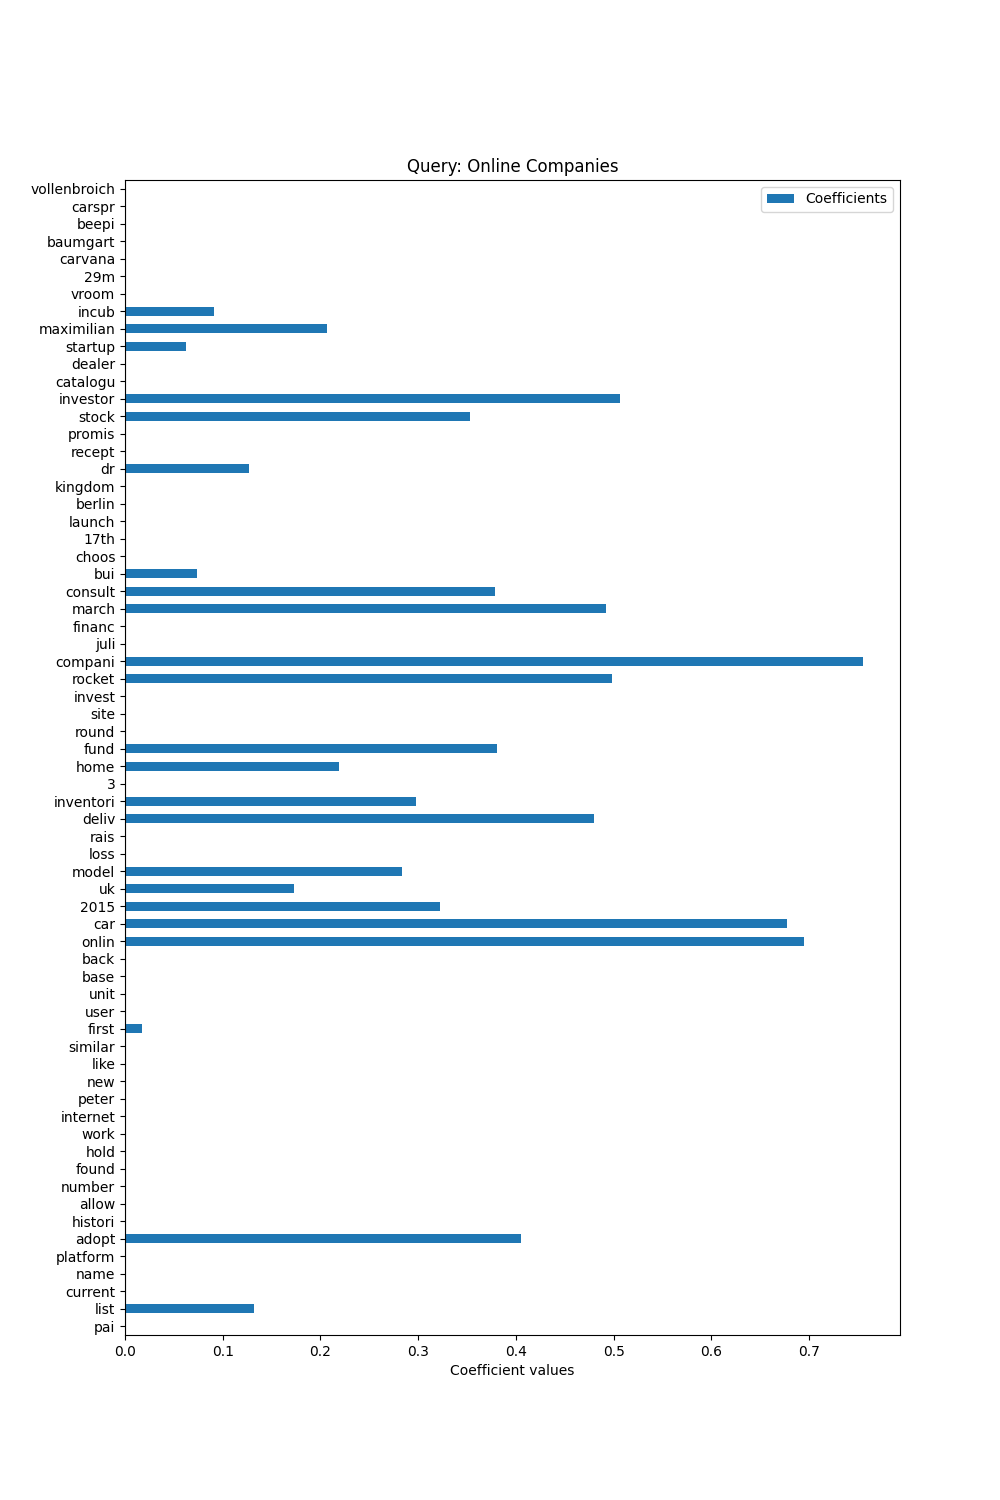 Query: Online Companies
Coefficients
vollenbroich
carspr
beepi
baumgart
carvana
29m
vroom
incub
maximilian
startup
dealer
catalogu
investor
stock
promis
recept
dr
kingdom
berlin
launch
17th
choos
bui
consult
march
financ
juli
compani
rocket
invest
site
round
fund
home
3
inventori
deliv
rais
loss
model
uk
2015
car
onlin
back
base
unit
user
first
similar
like
new
peter
internet
work
hold
found
number
allow
histori
adopt
platform
name
current
list
pai
0.0 0.1 0.2 0.3 0.4 0.5 0.6 0.7
Coefficient values